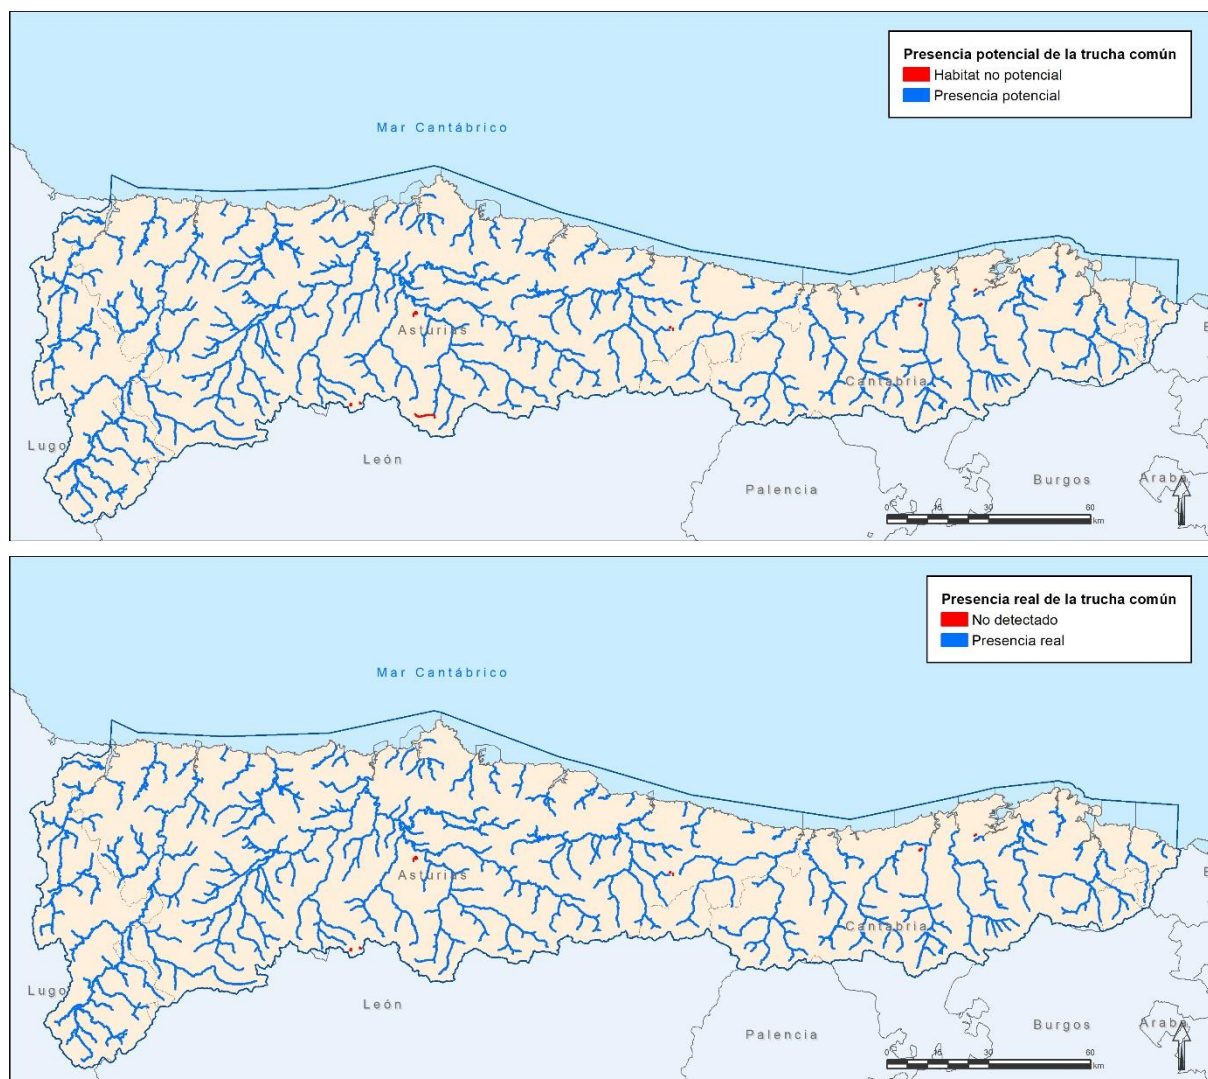 Presencia potencial de la trucha común
Habitat no potencial
Presencia potencial
Mar Cantábrico
Asturias
Cantabria
Lugo
León
Palencia
Burgos
Araba
0 15 30 60
km
Presencia real de la trucha común
No detectado
Presencia real
Mar Cantábrico
Asturias
Cantabria
Lugo
León
Palencia
Burgos
Araba
0 15 30 60
km